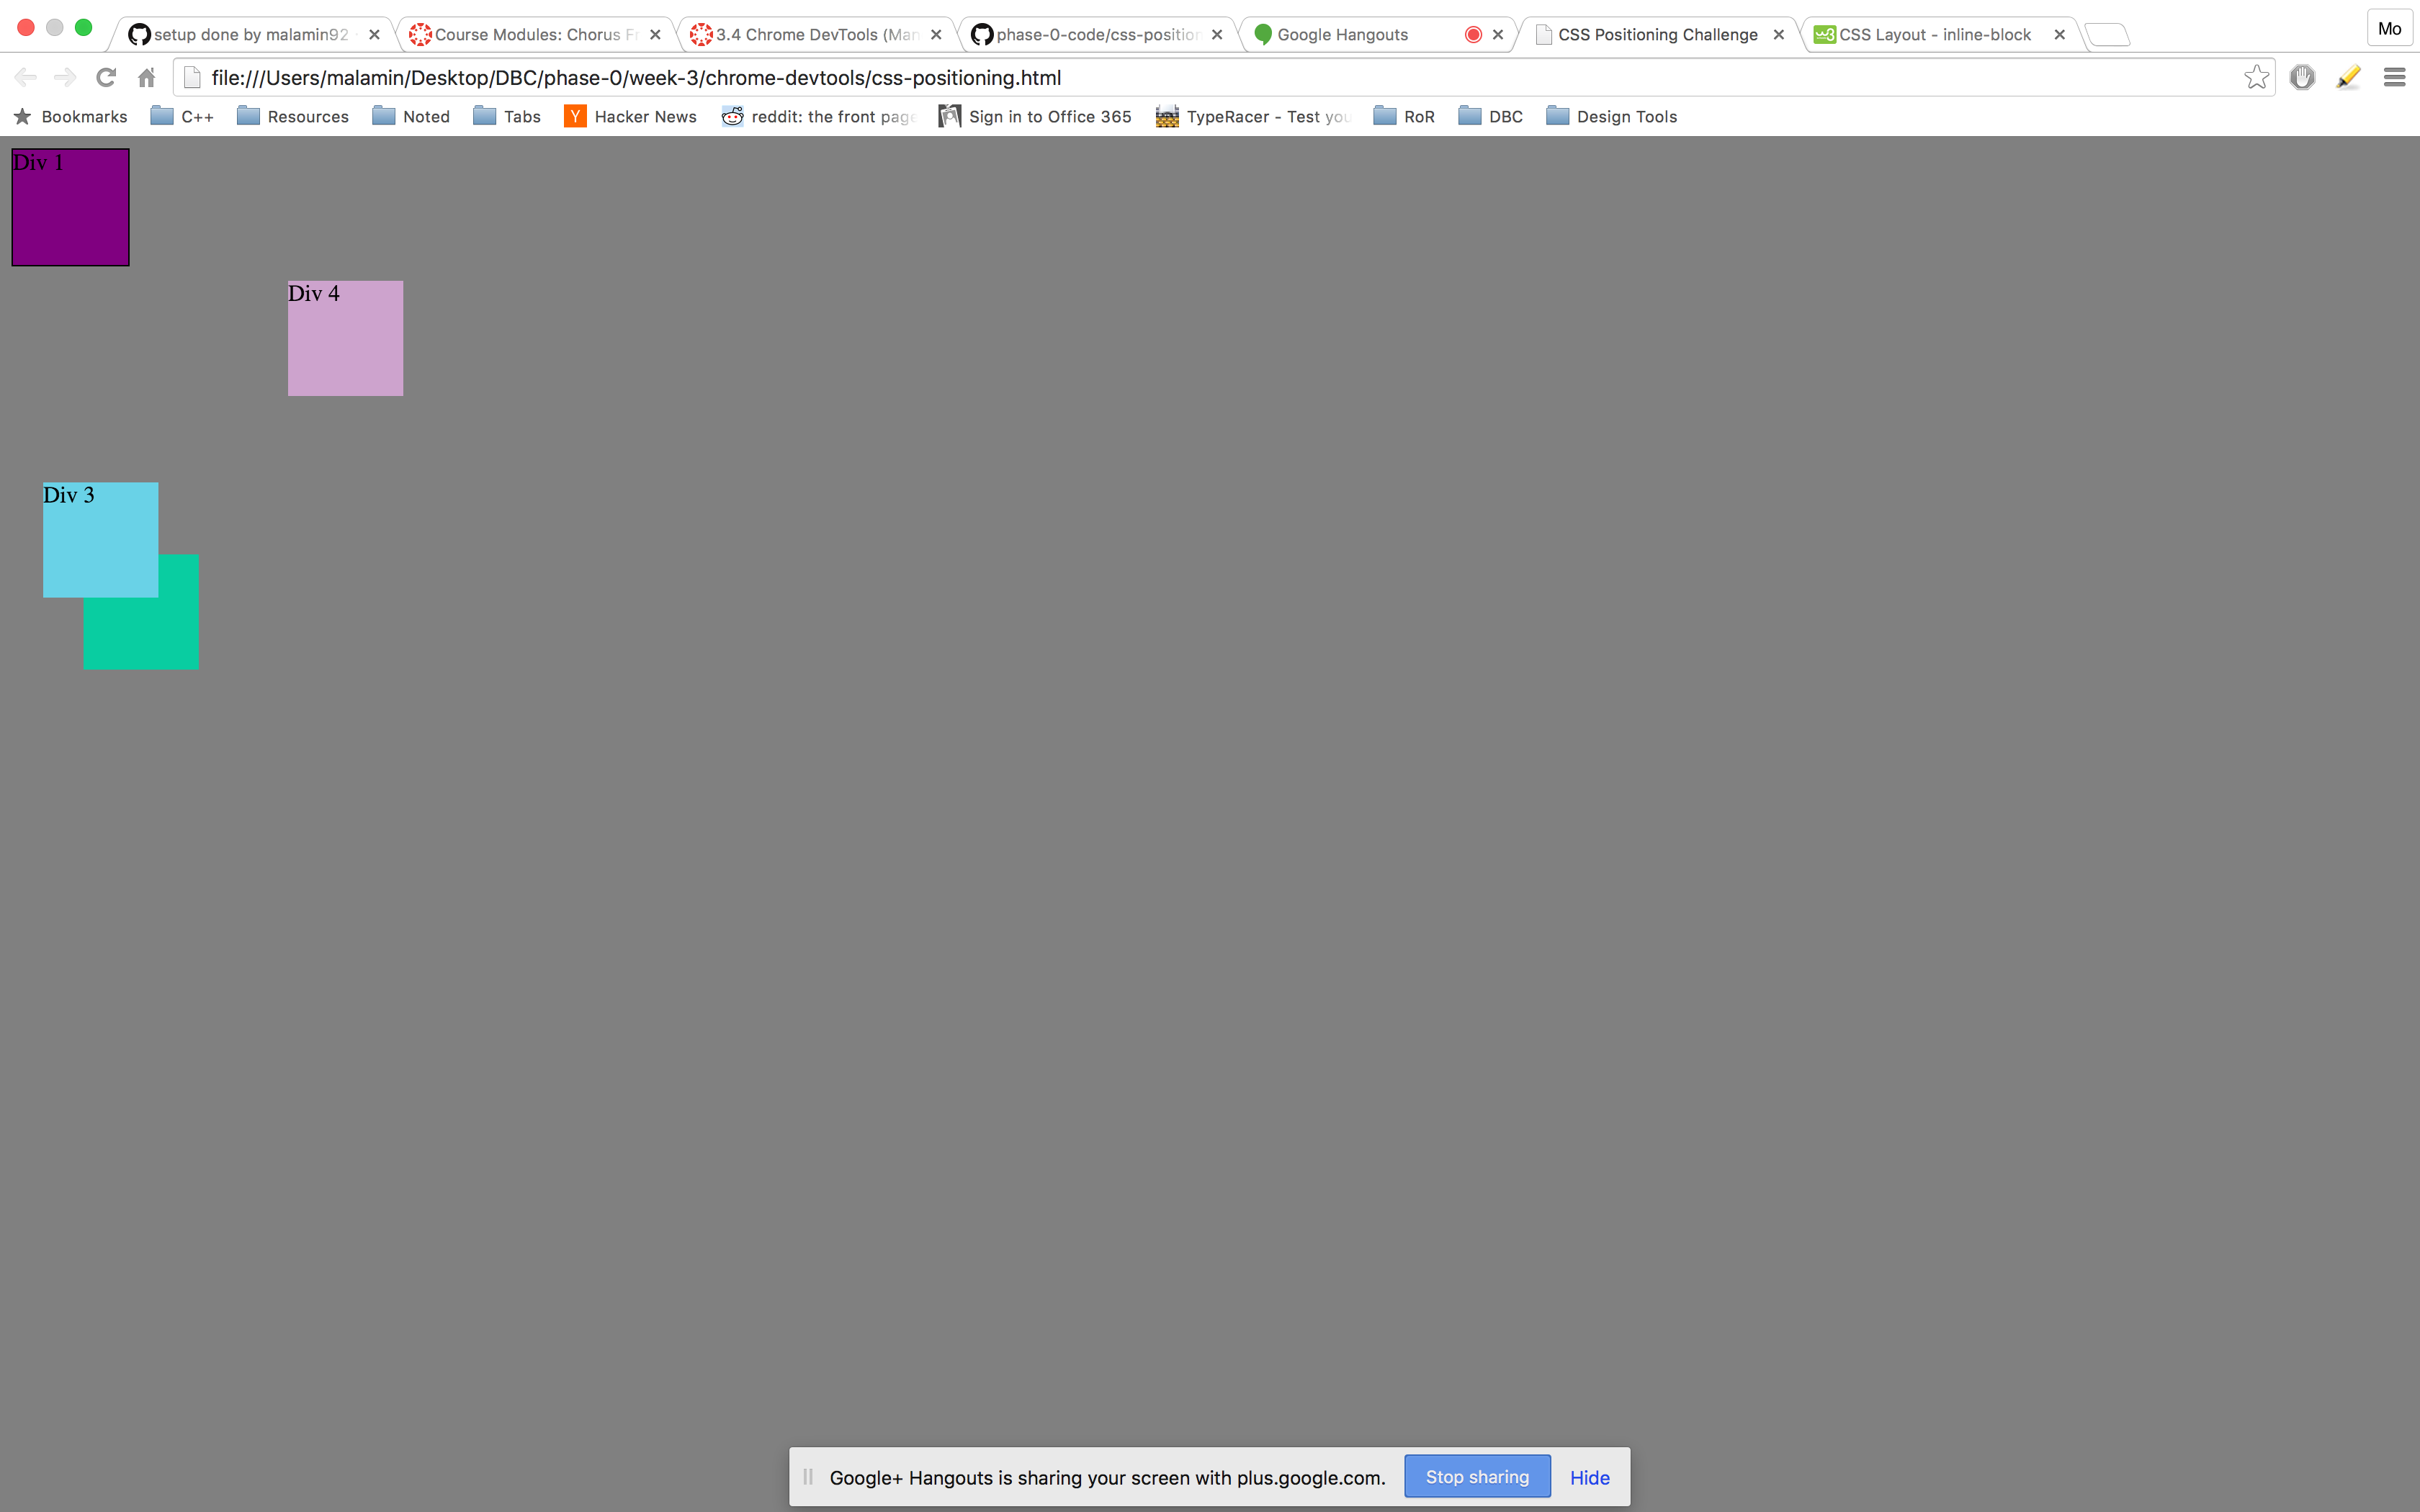 setup done by malamin92
Course Modules: Chorus Fr
3.4 Chrome DevTools (Man
phase-0-code/css-position
Google Hangouts
CSS Positioning Challenge
w3 CSS Layout - inline-block
Mo
file:///Users/malamin/Desktop/DBC/phase-0/week-3/chrome-devtools/css-positioning.html
Bookmarks C++ Resources Noted Tabs Y Hacker News reddit: the front page Sign in to Office 365 TypeRacer - Test you RoR DBC Design Tools
Div 1
Div 4
Div 3
Google+ Hangouts is sharing your screen with plus.google.com. Stop sharing Hide